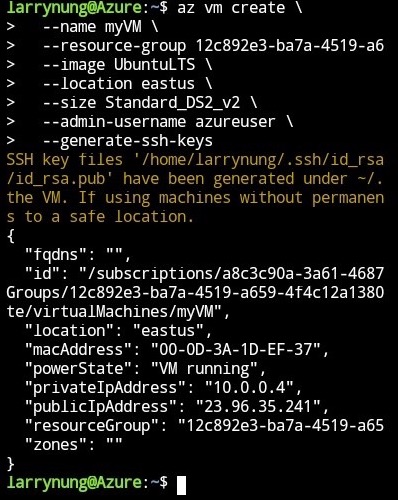 larrynung@Azure:~$ az vm create \
>   --name myVM \
>   --resource-group 12c892e3-ba7a-4519-a6
>   --image UbuntuLTS \
>   --location eastus \
>   --size Standard_DS2_v2 \
>   --admin-username azureuser \
>   --generate-ssh-keys
SSH key files '/home/larrynung/.ssh/id_rsa
/id_rsa.pub' have been generated under ~/.
the VM. If using machines without permanen
s to a safe location.
{
  "fqdns": "",
  "id": "/subscriptions/a8c3c90a-3a61-4687
Groups/12c892e3-ba7a-4519-a659-4f4c12a1380
te/virtualMachines/myVM",
  "location": "eastus",
  "macAddress": "00-0D-3A-1D-EF-37",
  "powerState": "VM running",
  "privateIpAddress": "10.0.0.4",
  "publicIpAddress": "23.96.35.241",
  "resourceGroup": "12c892e3-ba7a-4519-a65
  "zones": ""
}
larrynung@Azure:~$